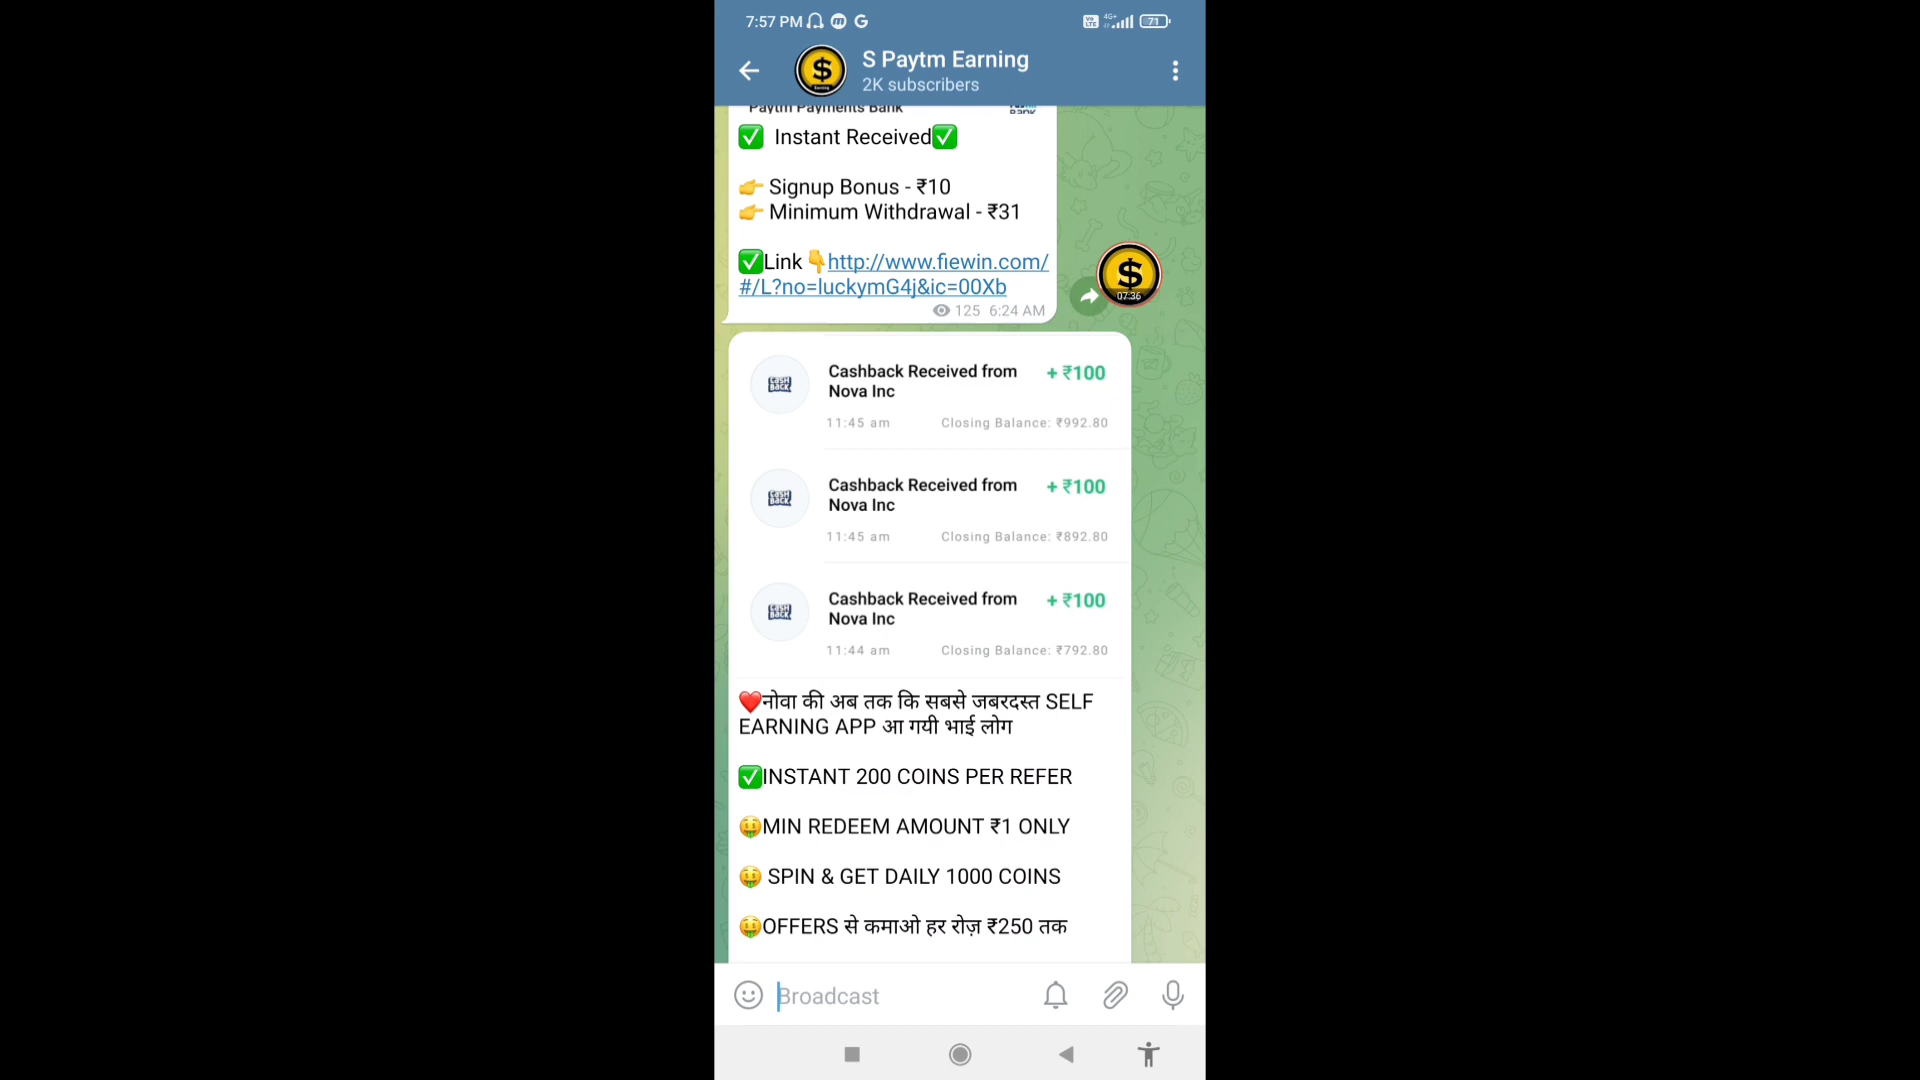 7:57 PM
4G+
71
S Paytm Earning
2K subscribers
Paytm Payments Bank
✅ Instant Received✅
👉 Signup Bonus - ₹10
👉 Minimum Withdrawal - ₹31
✅Link 👇http://www.fiewin.com/
#/L?no=luckymG4j&ic=00Xb
125 6:24 AM
07:36
Cashback Received from
Nova Inc
+ ₹100
11:45 am
Closing Balance: ₹992.80
Cashback Received from
Nova Inc
+ ₹100
11:45 am
Closing Balance: ₹892.80
Cashback Received from
Nova Inc
+ ₹100
11:44 am
Closing Balance: ₹792.80
❤️नोवा की अब तक कि सबसे जबरदस्त SELF
EARNING APP आ गयी भाई लोग
✅INSTANT 200 COINS PER REFER
🤑MIN REDEEM AMOUNT ₹1 ONLY
🤑 SPIN & GET DAILY 1000 COINS
🤑OFFERS से कमाओ हर रोज़ ₹250 तक
Broadcast